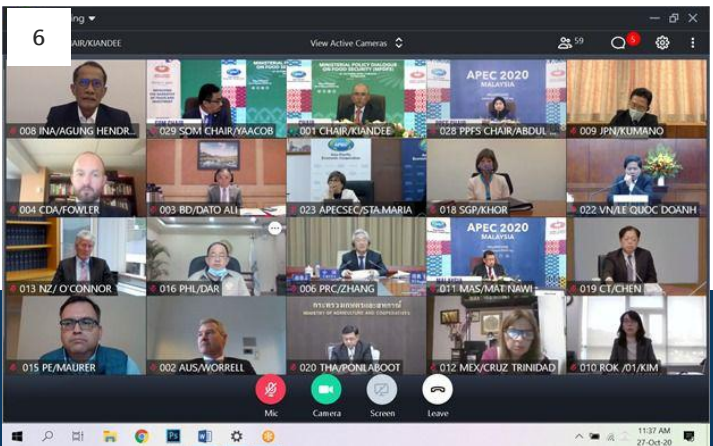 6
ing
AIR/KIANDEE
View Active Cameras
59
5
008 INA/AGUNG HENDR...
SOM CHAIR
029 SOM CHAIR/YAACOB
MINISTERIAL POLICY DIALOGUE
ON FOOD SECURITY (MPDFS)
001 CHAIR/KIANDEE
APEC 2020
MALAYSIA
028 PPFS CHAIR/ABDUL...
009 JPN/KUMANO
004 CDA/FOWLER
003 BD/DATO ALI
Asia-Pacific
Economic Cooperation
023 APECSEC/STA.MARIA
018 SGP/KHOR
022 VN/LE QUOC DOANH
013 NZ/ O'CONNOR
016 PHL/DAR
006 PRC/ZHANG
APEC 2020
MALAYSIA
011 MAS/MAT NAWI
019 CT/CHEN
015 PE/MAURER
002 AUS/WORRELL
กระทรวงเกษตรและสหกรณ์
MINISTRY OF AGRICULTURE AND COOPERATIVES
020 THA/PONLABOOT
012 MEX/CRUZ TRINIDAD
010 ROK /01/KIM
Mic
Camera
Screen
Leave
Ps
W
11:37 AM
27-Oct-20